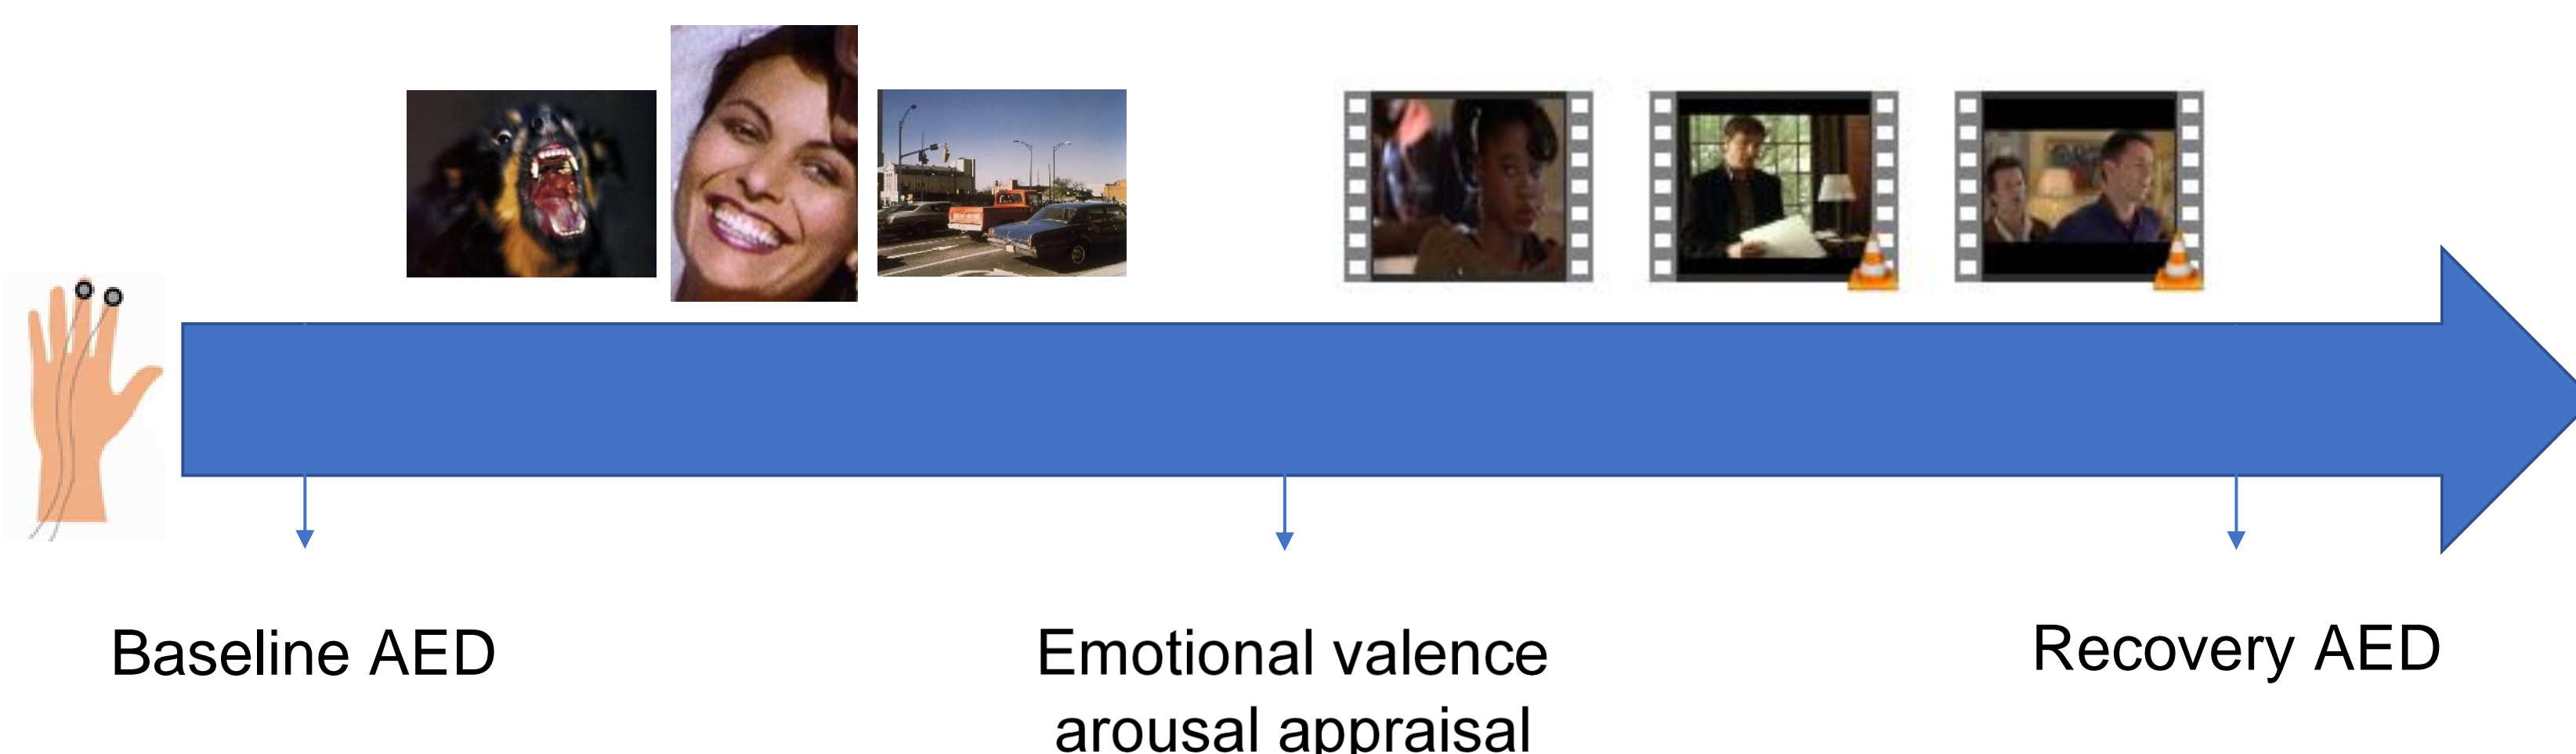 Baseline AED
Emotional valence
arousal appraisal
Recovery AED